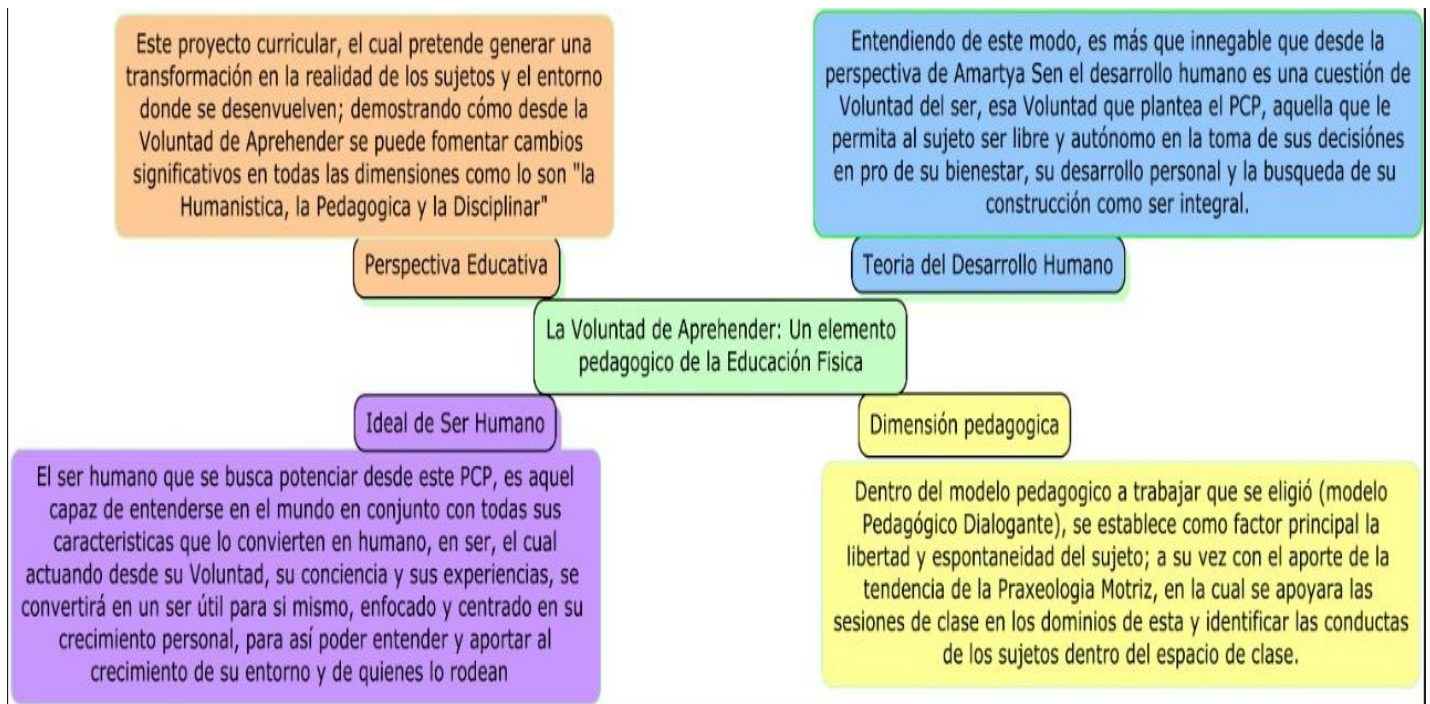 Este proyecto curricular, el cual pretende generar una
transformación en la realidad de los sujetos y el entorno
donde se desenvuelven; demostrando cómo desde la
Voluntad de Aprehender se puede fomentar cambios
significativos en todas las dimensiones como lo son "la
Humanistica, la Pedagogica y la Disciplinar"
Perspectiva Educativa
Entendiendo de este modo, es más que innegable que desde la
perspectiva de Amartya Sen el desarrollo humano es una cuestión de
Voluntad del ser, esa Voluntad que plantea el PCP, aquella que le
permita al sujeto ser libre y autónomo en la toma de sus decisiónes
en pro de su bienestar, su desarrollo personal y la busqueda de su
construcción como ser integral.
Teoria del Desarrollo Humano
La Voluntad de Aprehender: Un elemento
pedagogico de la Educación Fisica
Ideal de Ser Humano
El ser humano que se busca potenciar desde este PCP, es aquel
capaz de entenderse en el mundo en conjunto con todas sus
caracteristicas que lo convierten en humano, en ser, el cual
actuando desde su Voluntad, su conciencia y sus experiencias, se
convertirá en un ser útil para si mismo, enfocado y centrado en su
crecimiento personal, para así poder entender y aportar al
crecimiento de su entorno y de quienes lo rodean
Dimensión pedagogica
Dentro del modelo pedagogico a trabajar que se eligió (modelo
Pedagógico Dialogante), se establece como factor principal la
libertad y espontaneidad del sujeto; a su vez con el aporte de la
tendencia de la Praxeologia Motriz, en la cual se apoyara las
sesiones de clase en los dominios de esta y identificar las conductas
de los sujetos dentro del espacio de clase.